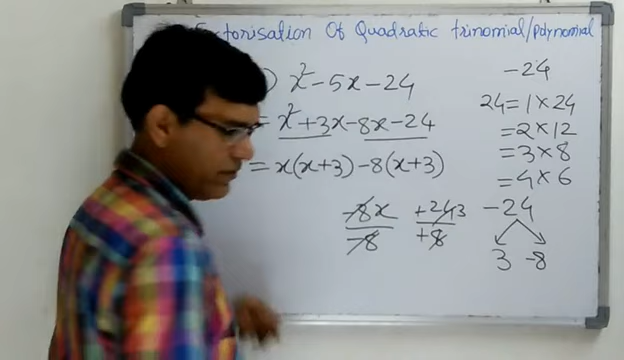 Factorisation Of Quadratic trinomial/polynomial
) x² - 5x - 24
= x² + 3x - 8x - 24
= x(x+3) - 8(x+3)
-8x/-8 +24 3/+8
-24
24 = 1 × 24
= 2 × 12
= 3 × 8
= 4 × 6
-24
3 -8